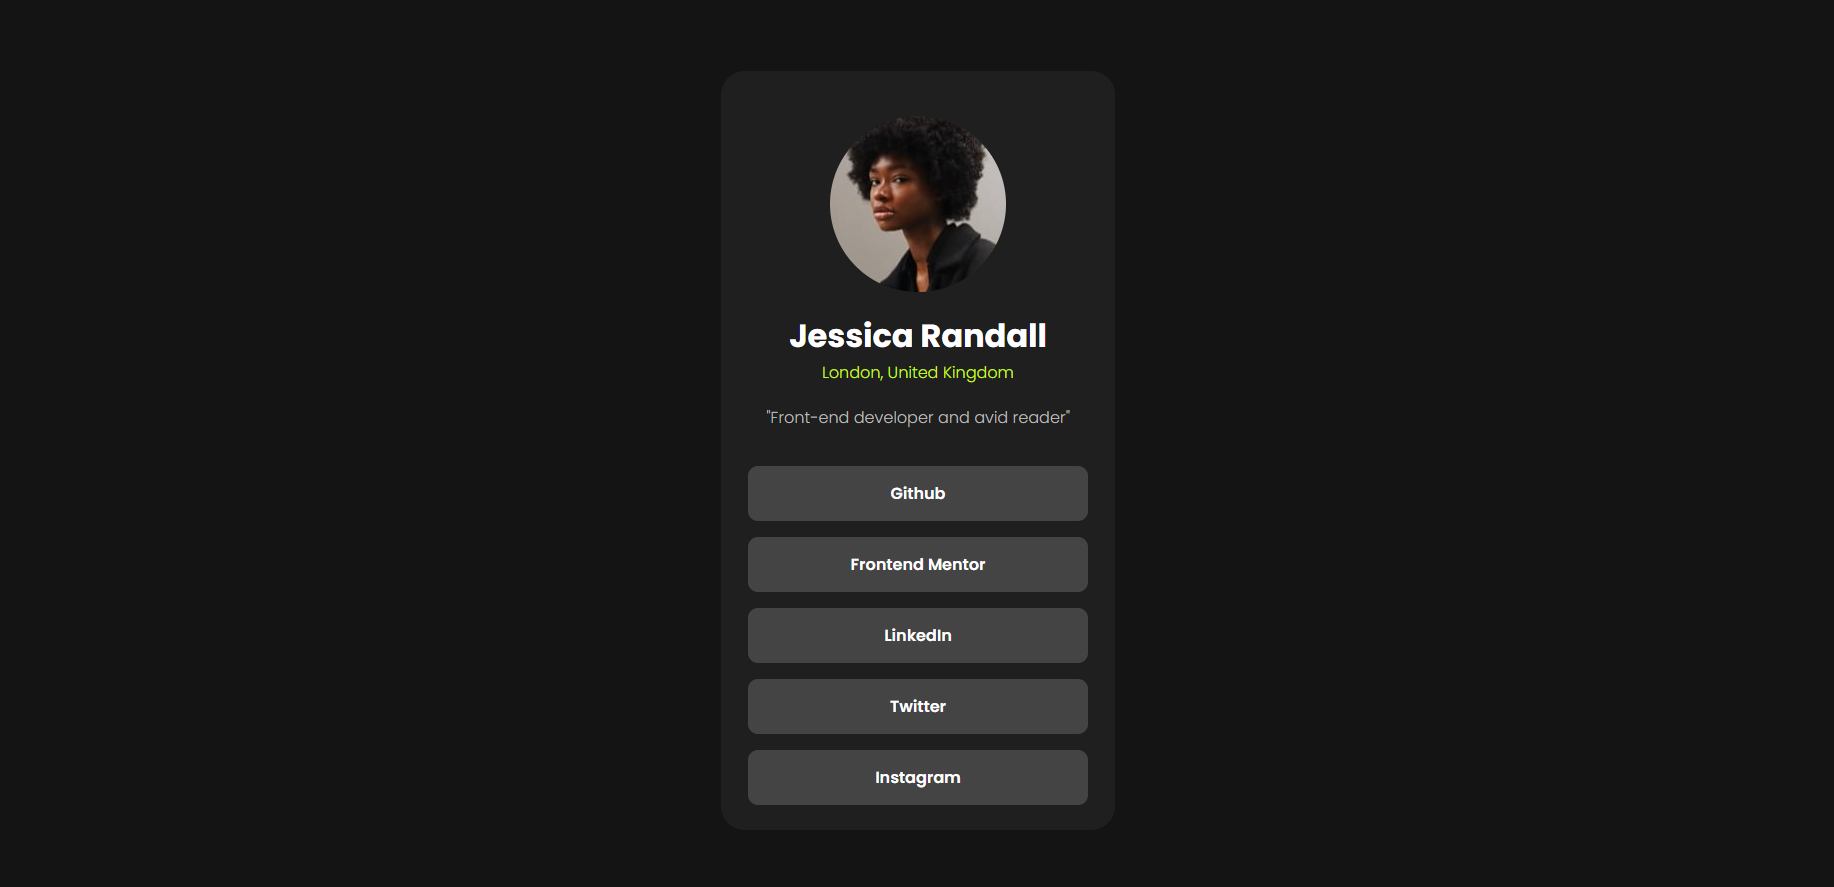 Jessica Randall
London, United Kingdom
"Front-end developer and avid reader"
Github
Frontend Mentor
LinkedIn
Twitter
Instagram